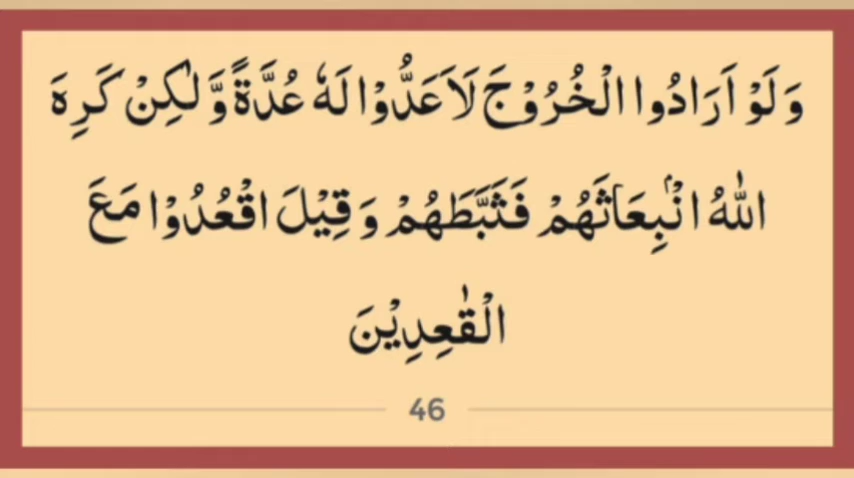 وَلَوْ اَرَادُوا الْخُرُوْجَ لَاَعَدُّوْا لَهٗ عُدَّةً وَّلٰكِنْ كَرِهَ
اللّٰهُ انْۢبِعَاثَهُمْ فَثَبَّطَهُمْ وَقِيْلَ اقْعُدُوْا مَعَ
الْقٰعِدِيْنَ
46